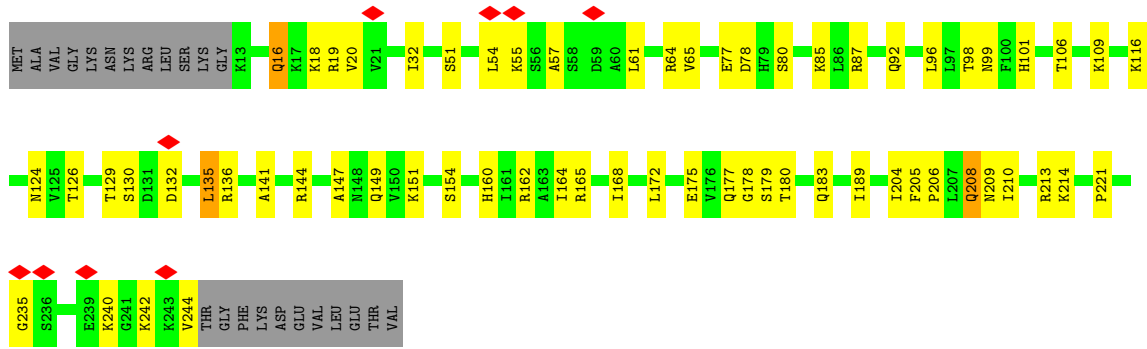 MET ALA VAL GLY LYS ASN LYS ARG LEU SER LYS GLY K13 Q16 K17 K18 R19 V20 V21 I32 S51 L54 K55 S56 A57 S58 D59 A60 L61 R64 V65 E77 D78 H79 S80 K85 L86 R87 Q92 L96 L97 T98 N99 F100 H101 T106 K109 K116
N124 V125 T126 T129 S130 D131 D132 L135 R136 A141 R144 A147 N148 Q149 V150 K151 S154 H160 I161 R162 A163 I164 R165 I168 L172 E175 V176 Q177 G178 S179 T180 Q183 I189 I204 F205 P206 L207 Q208 N209 I210 R213 K214 P221
G235 S236 E239 K240 G241 K242 K243 V244 THR GLY PHE LYS ASP GLU VAL LEU GLU THR VAL